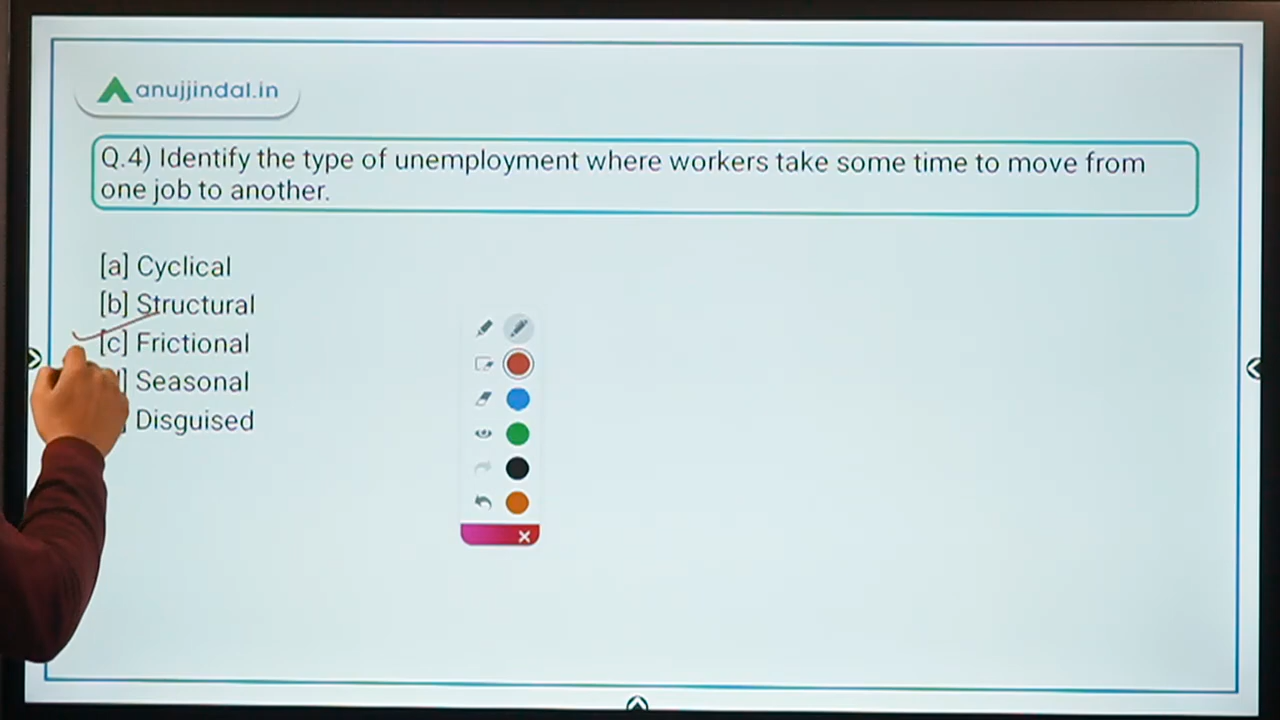 anujjindal.in
Q.4) Identify the type of unemployment where workers take some time to move from
one job to another.
[a] Cyclical
[b] Structural
[c] Frictional
] Seasonal
Disguised